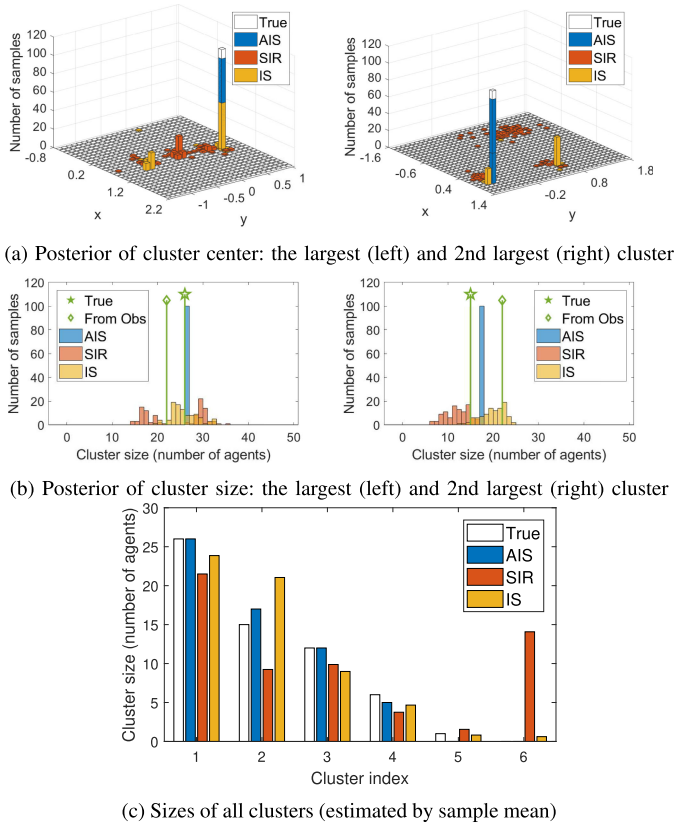 True
AIS
SIR
IS
Number of samples
120
100
80
60
40
20
0
-0.8
0.2
1.2
2.2
x
-1
-0.5
0
0.5
1
y
True
AIS
SIR
IS
Number of samples
120
100
80
60
40
20
0
-1.6
-0.6
0.4
1.4
x
-0.2
0.8
1.8
y
(a) Posterior of cluster center: the largest (left) and 2nd largest (right) cluster
True
From Obs
AIS
SIR
IS
Number of samples
120
100
80
60
40
20
0
0 10 20 30 40 50
Cluster size (number of agents)
True
From Obs
AIS
SIR
IS
Number of samples
120
100
80
60
40
20
0
0 10 20 30 40 50
Cluster size (number of agents)
(b) Posterior of cluster size: the largest (left) and 2nd largest (right) cluster
True
AIS
SIR
IS
Cluster size (number of agents)
30
25
20
15
10
5
0
1 2 3 4 5 6
Cluster index
(c) Sizes of all clusters (estimated by sample mean)